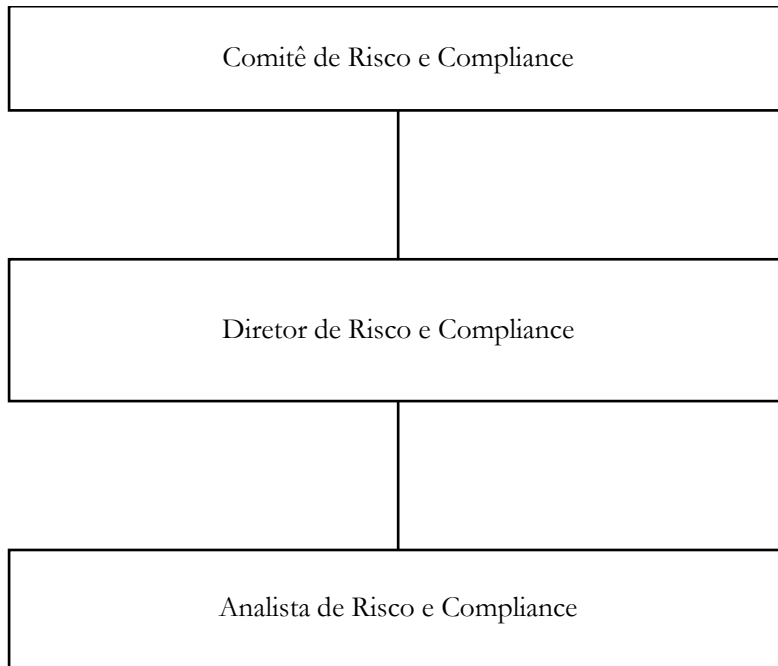 Comitê de Risco e Compliance
Diretor de Risco e Compliance
Analista de Risco e Compliance